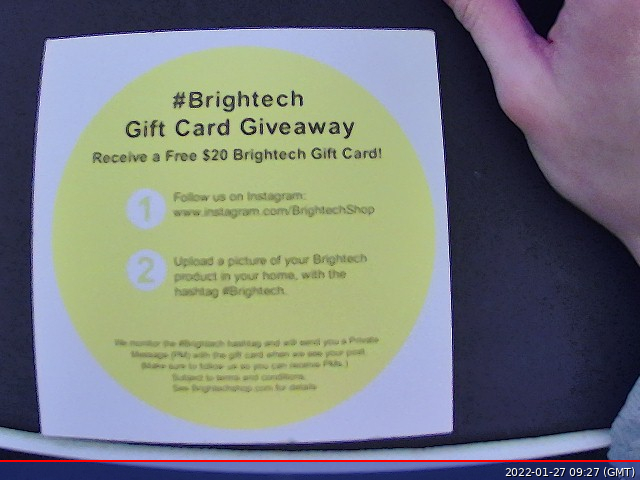 #Brightech
Gift Card Giveaway
Receive a Free $20 Brightech Gift Card!
1
Follow us on Instagram:
www.instagram.com/BrightechShop
2
Upload a picture of your Brightech
product in your home, with the
hashtag #Brightech.
We monitor the #Brightech hashtag and will send you a Private
Message (PM) with the gift card when we see your post.
(Make sure to follow us so you can receive PMs.)
Subject to terms and conditions.
See Brightechshop.com for details
2022-01-27 09:27 (GMT)